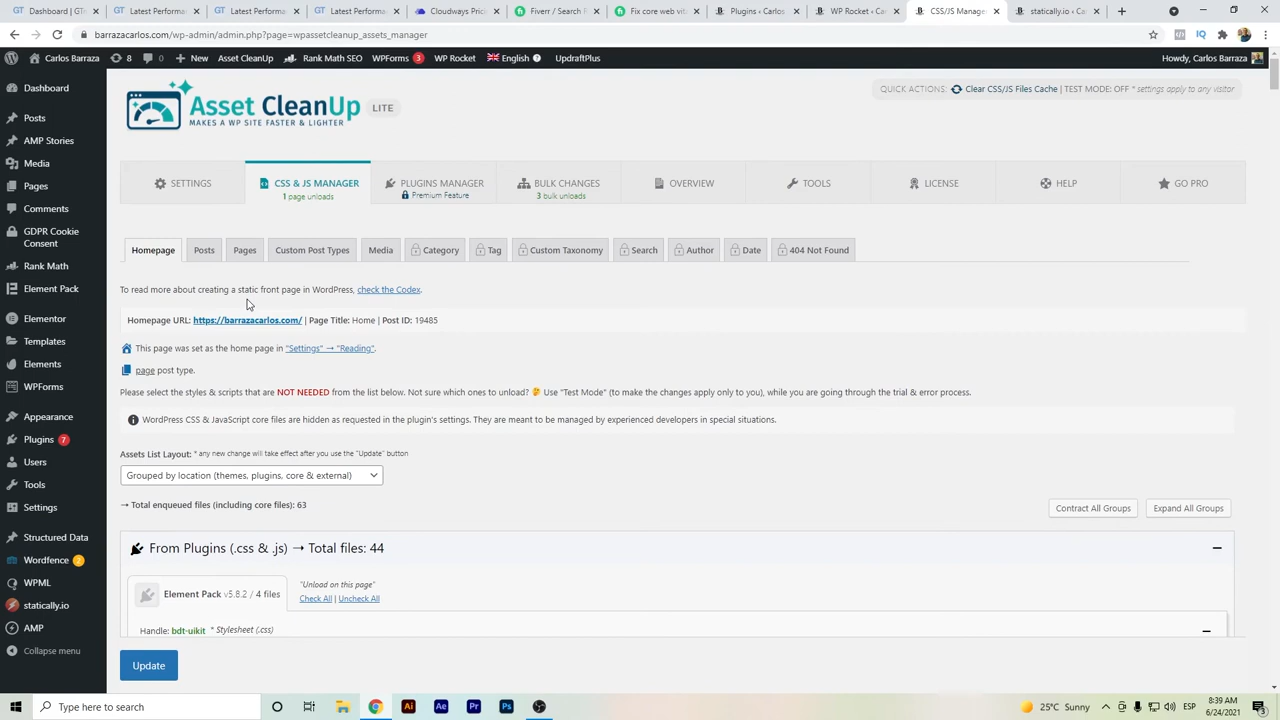 Dashboard | GT
Latest Performan
Latest Performan
Latest Performan
Cloudways Pric
Fiverr / Search R
Fix core web vita
Plugins ‹ Carlos
WP Rocket ‹ Ca
CSS/JS Manager
statically.io ‹ Ca
barrazacarlos.com/wp-admin/admin.php?page=wpassetcleanup_assets_manager
Carlos Barraza
8
0
New
Asset CleanUp
Rank Math SEO
WPForms 3
WP Rocket
English
UpdraftPlus
Howdy, Carlos Barraza
Dashboard
Posts
AMP Stories
Media
Pages
Comments
GDPR Cookie
Consent
Rank Math
Element Pack
Elementor
Templates
Elements
WPForms
Appearance
Plugins 7
Users
Tools
Settings
Structured Data
Wordfence 2
WPML
statically.io
AMP
Collapse menu
Asset CleanUp
MAKES A WP SITE FASTER & LIGHTER
LITE
QUICK ACTIONS: Clear CSS/JS Files Cache | TEST MODE: OFF * settings apply to any visitor
SETTINGS
CSS & JS MANAGER
1 page unloads
PLUGINS MANAGER
Premium Feature
BULK CHANGES
3 bulk unloads
OVERVIEW
TOOLS
LICENSE
HELP
GO PRO
Homepage
Posts
Pages
Custom Post Types
Media
Category
Tag
Custom Taxonomy
Search
Author
Date
404 Not Found
To read more about creating a static front page in WordPress, check the Codex.
Homepage URL: https://barrazacarlos.com/ | Page Title: Home | Post ID: 19485
This page was set as the home page in "Settings" → "Reading".
page post type.
Please select the styles & scripts that are NOT NEEDED from the list below. Not sure which ones to unload? 🤔 Use "Test Mode" (to make the changes apply only to you), while you are going through the trial & error process.
WordPress CSS & JavaScript core files are hidden as requested in the plugin's settings. They are meant to be managed by experienced developers in special situations.
Assets List Layout: * any new change will take effect after you use the "Update" button
Grouped by location (themes, plugins, core & external)
→ Total enqueued files (including core files): 63
Contract All Groups
Expand All Groups
From Plugins (.css & .js) → Total files: 44
Element Pack v5.8.2 / 4 files
"Unload on this page"
Check All | Uncheck All
Handle: bdt-uikit * Stylesheet (.css)
Update
Type here to search
25°C Sunny
ESP
8:39 AM
6/24/2021